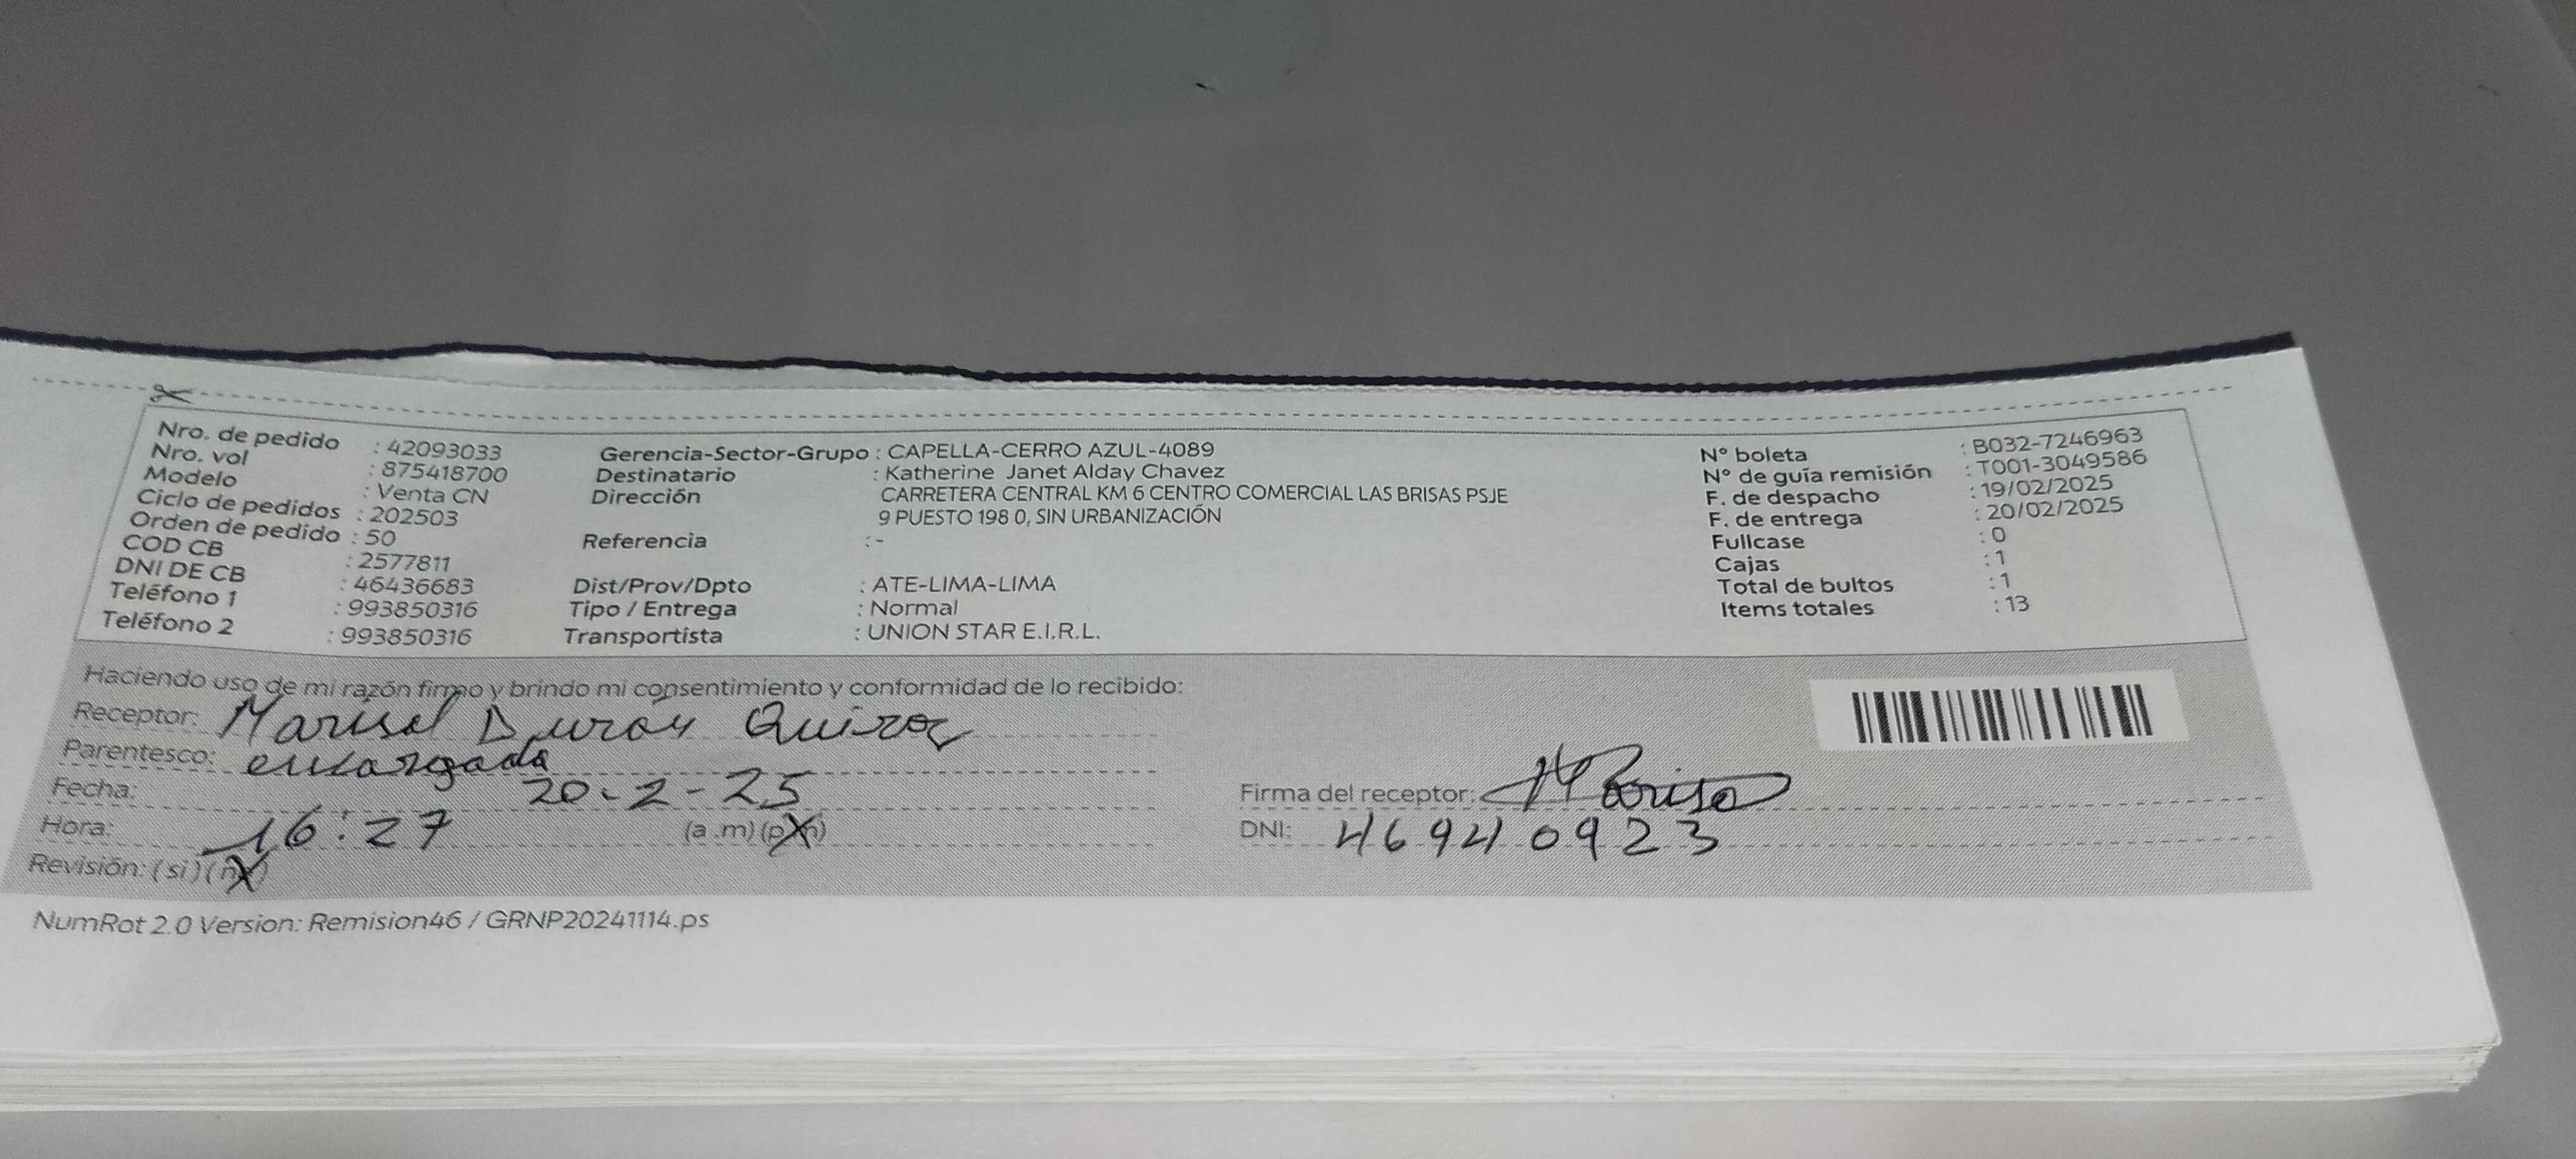 Nro. de pedido : 42093033
Nro. vol : 875418700
Modelo : Venta CN
Ciclo de pedidos : 202503
Orden de pedido : 50
COD CB : 2577811
DNI DE CB : 46436683
Teléfono 1 : 993850316
Teléfono 2 : 993850316
Gerencia-Sector-Grupo : CAPELLA-CERRO AZUL-4089
Destinatario : Katherine Janet Alday Chavez
Dirección CARRETERA CENTRAL KM 6 CENTRO COMERCIAL LAS BRISAS PSJE
9 PUESTO 198 0, SIN URBANIZACIÓN
Referencia : -
Dist/Prov/Dpto : ATE-LIMA-LIMA
Tipo / Entrega : Normal
Transportista : UNION STAR E.I.R.L.
N° boleta : B032-7246963
N° de guía remisión : T001-3049586
F. de despacho : 19/02/2025
F. de entrega : 20/02/2025
Fullcase : 0
Cajas : 1
Total de bultos : 1
Items totales : 13
Haciendo uso de mi razón firmo y brindo mi consentimiento y conformidad de lo recibido:
Receptor: Marisol Durán Quiroz
Parentesco: encargada
Fecha: 20-2-25
Hora: 16:27 (a.m) (p.m)
Revisión: (si) (no)
Firma del receptor: Mariso
DNI: 46940923
NumRot 2.0 Version: Remision46 / GRNP20241114.ps